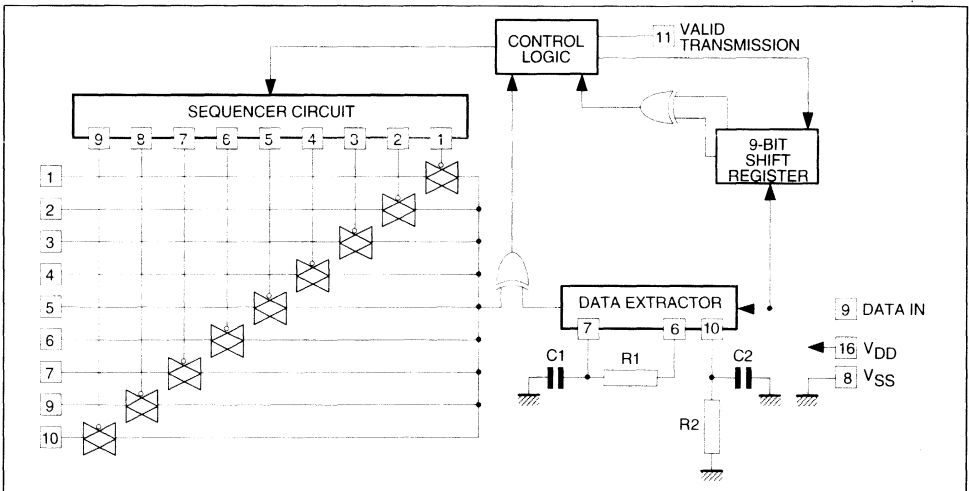 CONTROL
LOGIC
11 VALID
TRANSMISSION
SEQUENCER CIRCUIT
9 8 7 6 5 4 3 2 1
9-BIT
SHIFT
REGISTER
1
2
3
4
5
6
7
9
10
DATA EXTRACTOR
7 6 10
9 DATA IN
C1
R1
C2
16 VDD
8 VSS
R2